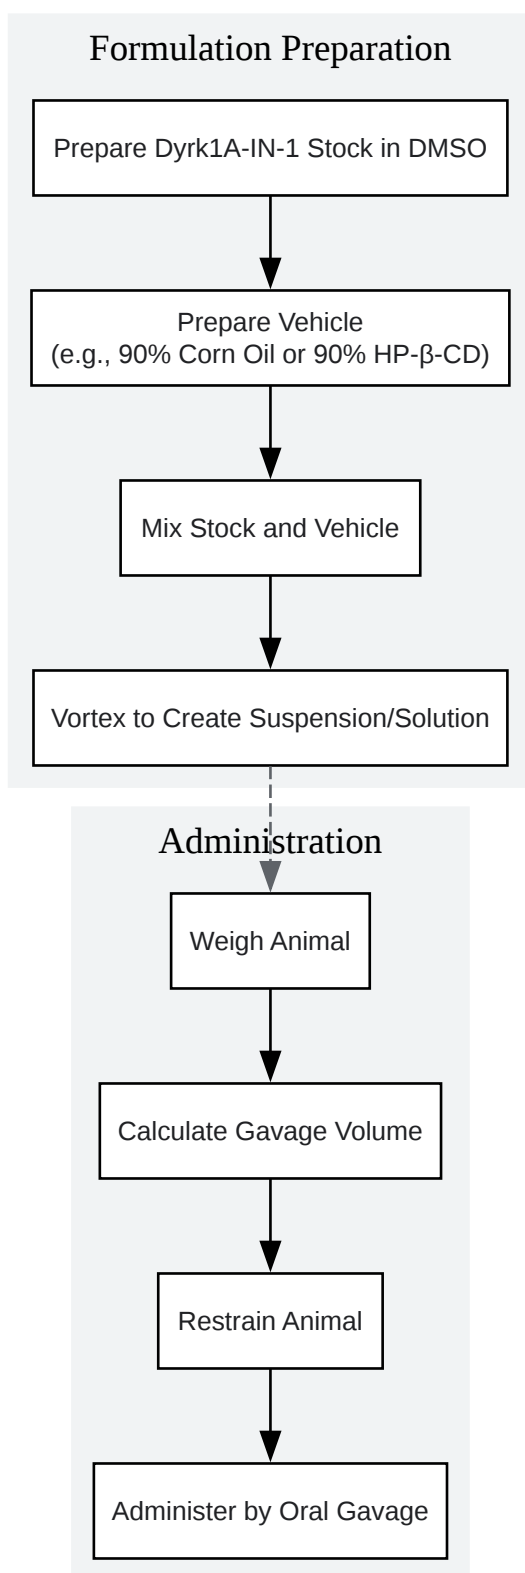 Formulation Preparation
Prepare Dyrk1A-IN-1 Stock in DMSO
Prepare Vehicle
(e.g., 90% Corn Oil or 90% HP-β-CD)
Mix Stock and Vehicle
Vortex to Create Suspension/Solution
Administration
Weigh Animal
Calculate Gavage Volume
Restrain Animal
Administer by Oral Gavage